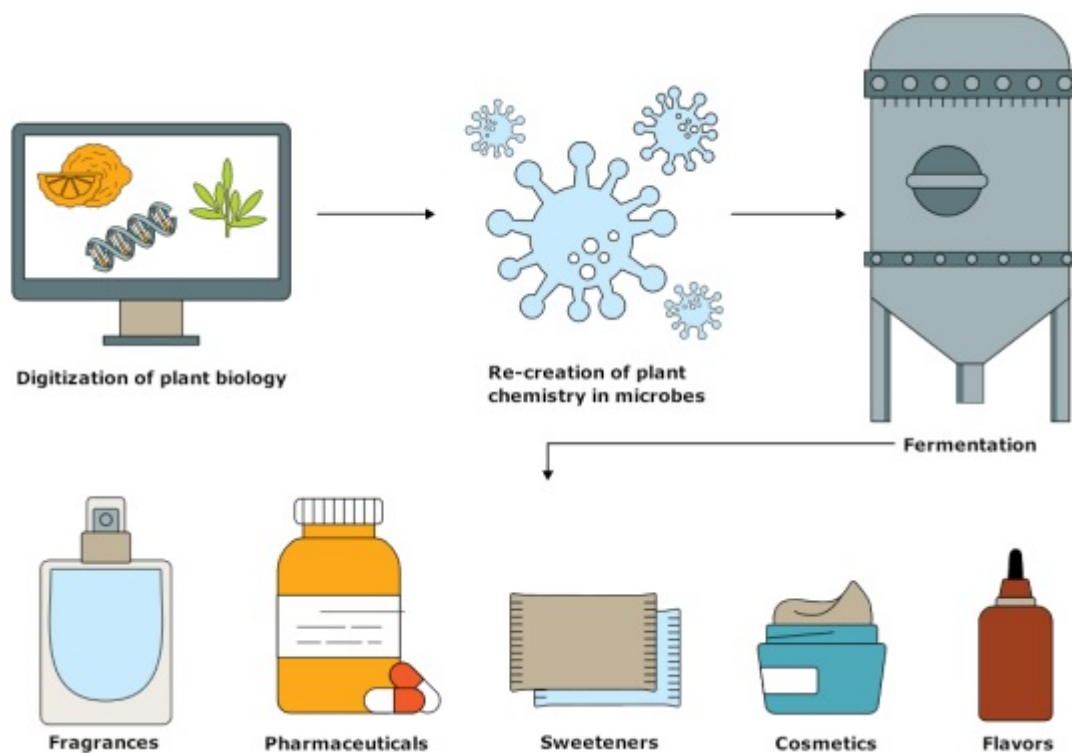 Digitization of plant biology
Re-creation of plant
chemistry in microbes
Fermentation
Fragrances
Pharmaceuticals
Sweeteners
Cosmetics
Flavors